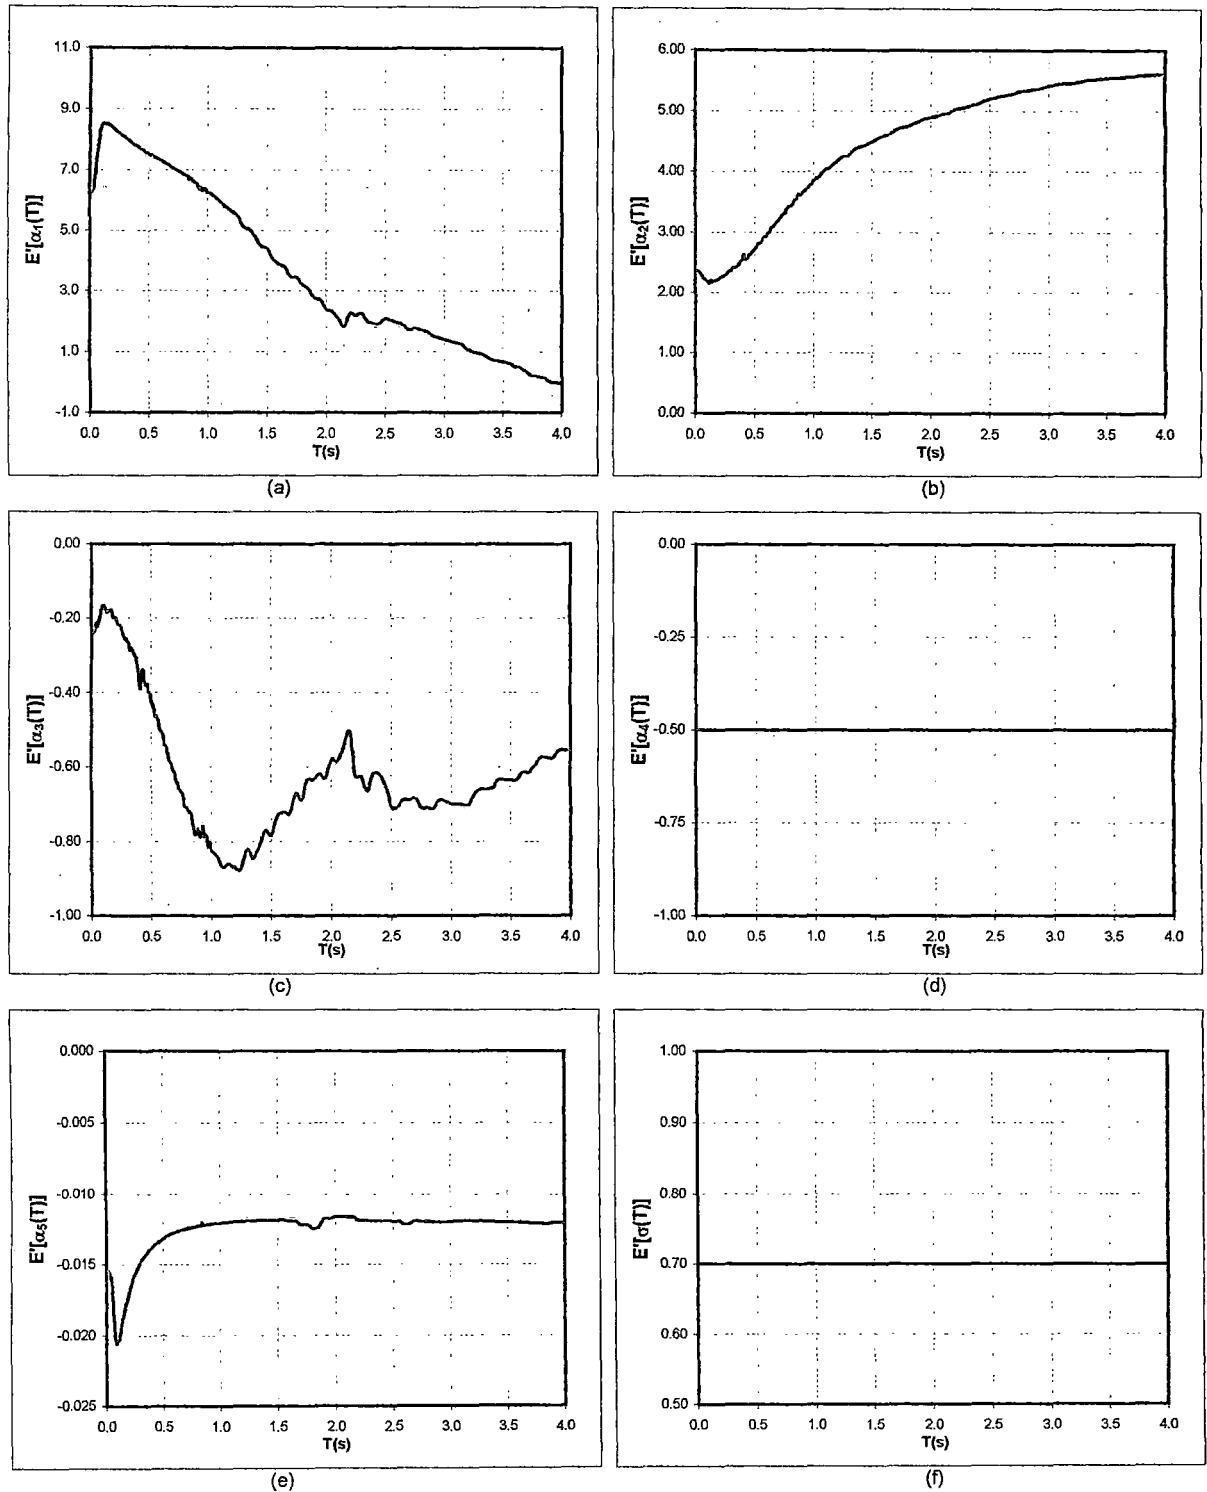 11.0
9.0
7.0
5.0
3.0
1.0
-1.0
E'[α₁(T)]
0.0 0.5 1.0 1.5 2.0 2.5 3.0 3.5 4.0
T(s)
(a)
6.00
5.00
4.00
3.00
2.00
1.00
0.00
E'[α₂(T)]
0.0 0.5 1.0 1.5 2.0 2.5 3.0 3.5 4.0
T(s)
(b)
0.00
-0.20
-0.40
-0.60
-0.80
-1.00
E'[α₃(T)]
0.0 0.5 1.0 1.5 2.0 2.5 3.0 3.5 4.0
T(s)
(c)
0.00
-0.25
-0.50
-0.75
-1.00
E'[α₄(T)]
0.0 0.5 1.0 1.5 2.0 2.5 3.0 3.5 4.0
T(s)
(d)
0.000
-0.005
-0.010
-0.015
-0.020
-0.025
E'[α₅(T)]
0.0 0.5 1.0 1.5 2.0 2.5 3.0 3.5 4.0
T(s)
(e)
1.00
0.90
0.80
0.70
0.60
0.50
E'[σ(T)]
0.0 0.5 1.0 1.5 2.0 2.5 3.0 3.5 4.0
T(s)
(f)